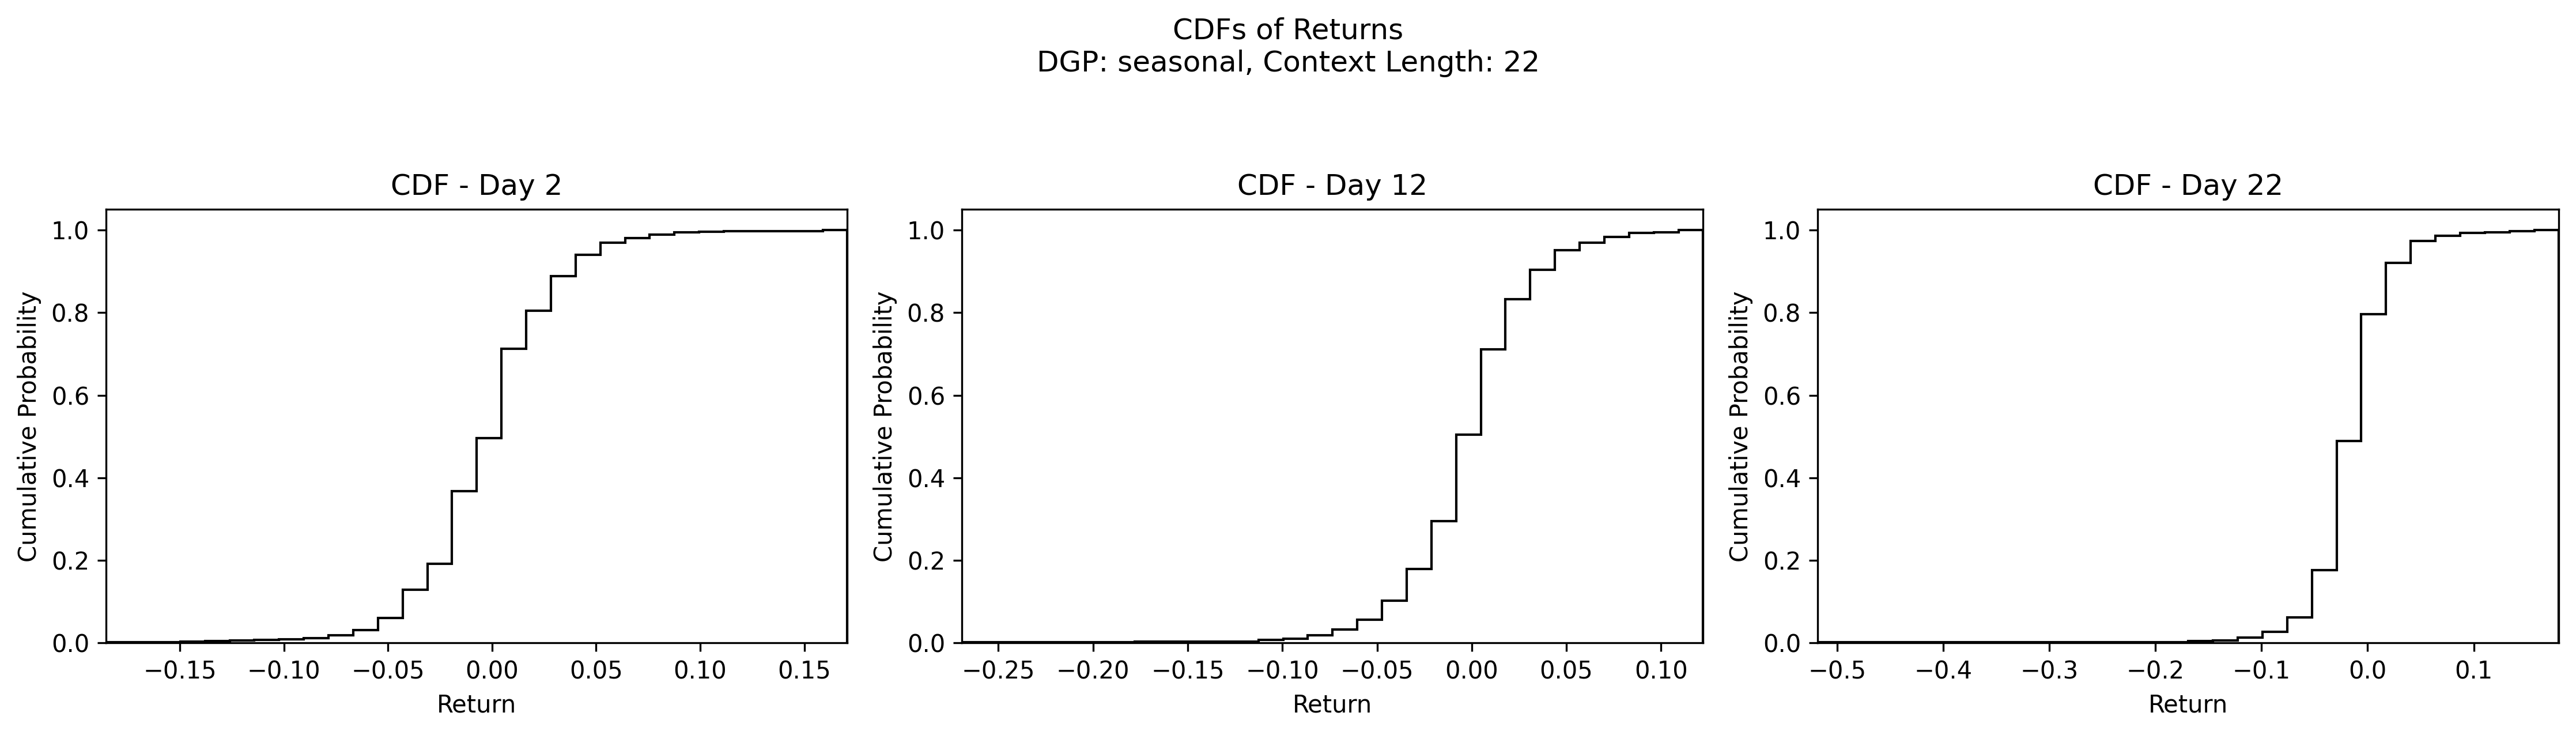 CDFs of Returns
DGP: seasonal, Context Length: 22
CDF - Day 2
1.0
0.8
0.6
0.4
0.2
0.0
Cumulative Probability
−0.15 −0.10 −0.05 0.00 0.05 0.10 0.15
Return
CDF - Day 12
1.0
0.8
0.6
0.4
0.2
0.0
Cumulative Probability
−0.25 −0.20 −0.15 −0.10 −0.05 0.00 0.05 0.10
Return
CDF - Day 22
1.0
0.8
0.6
0.4
0.2
0.0
Cumulative Probability
−0.5 −0.4 −0.3 −0.2 −0.1 0.0 0.1
Return